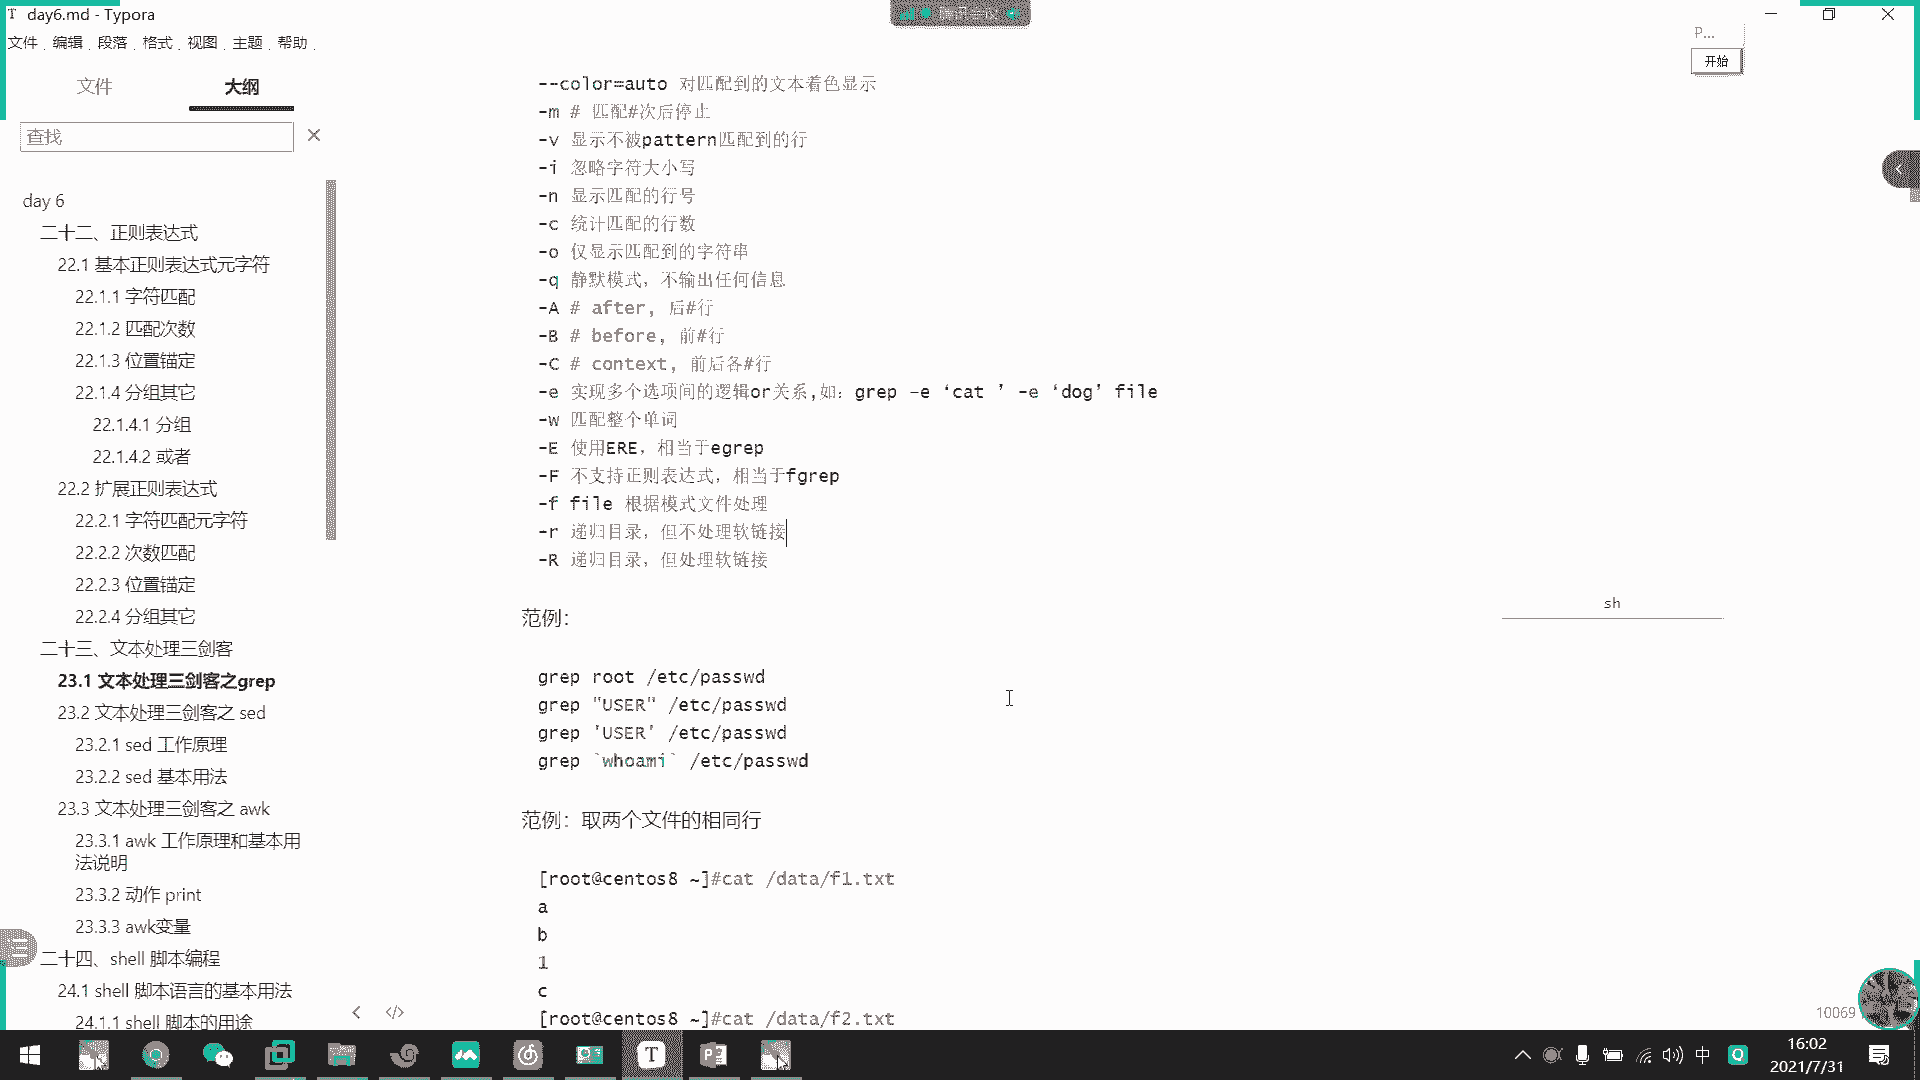 day6.md - Typora
腾讯会议
文件 编辑 段落 格式 视图 主题 帮助
P...
开始
文件 大纲
查找
day 6
二十二、正则表达式
22.1 基本正则表达式元字符
22.1.1 字符匹配
22.1.2 匹配次数
22.1.3 位置锚定
22.1.4 分组其它
22.1.4.1 分组
22.1.4.2 或者
22.2 扩展正则表达式
22.2.1 字符匹配元字符
22.2.2 次数匹配
22.2.3 位置锚定
22.2.4 分组其它
二十三、文本处理三剑客
23.1 文本处理三剑客之grep
23.2 文本处理三剑客之 sed
23.2.1 sed 工作原理
23.2.2 sed 基本用法
23.3 文本处理三剑客之 awk
23.3.1 awk 工作原理和基本用
法说明
23.3.2 动作 print
23.3.3 awk变量
二十四、shell 脚本编程
24.1 shell 脚本语言的基本用法
24.1.1 shell 脚本的用途
--color=auto 对匹配到的文本着色显示
-m # 匹配#次后停止
-v 显示不被pattern匹配到的行
-i 忽略字符大小写
-n 显示匹配的行号
-c 统计匹配的行数
-o 仅显示匹配到的字符串
-q 静默模式，不输出任何信息
-A # after, 后#行
-B # before, 前#行
-C # context, 前后各#行
-e 实现多个选项间的逻辑or关系,如：grep –e ‘cat ’ -e ‘dog’ file
-w 匹配整个单词
-E 使用ERE，相当于egrep
-F 不支持正则表达式，相当于fgrep
-f file 根据模式文件处理
-r 递归目录，但不处理软链接
-R 递归目录，但处理软链接
sh
范例：
grep root /etc/passwd
grep "USER" /etc/passwd
grep 'USER' /etc/passwd
grep `whoami` /etc/passwd
范例：取两个文件的相同行
[root@centos8 ~]#cat /data/f1.txt
a
b
1
c
[root@centos8 ~]#cat /data/f2.txt
10069
中
16:02
2021/7/31